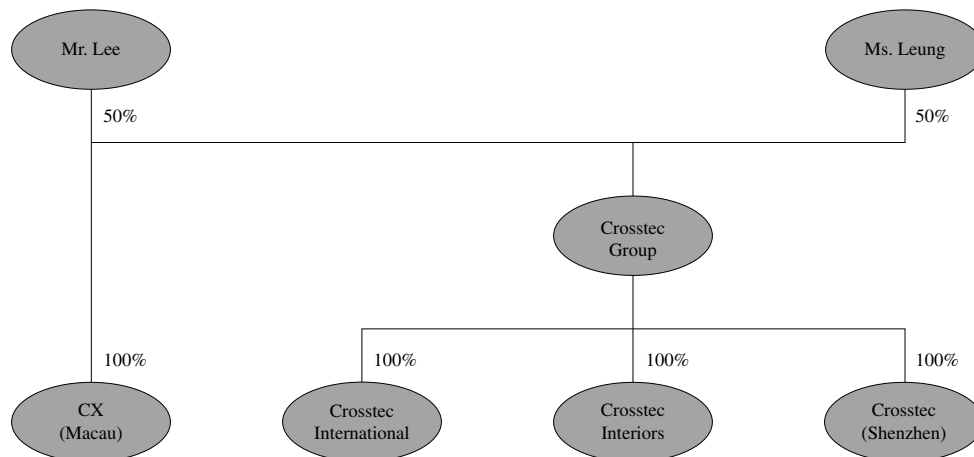 Mr. Lee
Ms. Leung
50%
50%
Crosstec
Group
100%
100%
100%
100%
CX
(Macau)
Crosstec
International
Crosstec
Interiors
Crosstec
(Shenzhen)